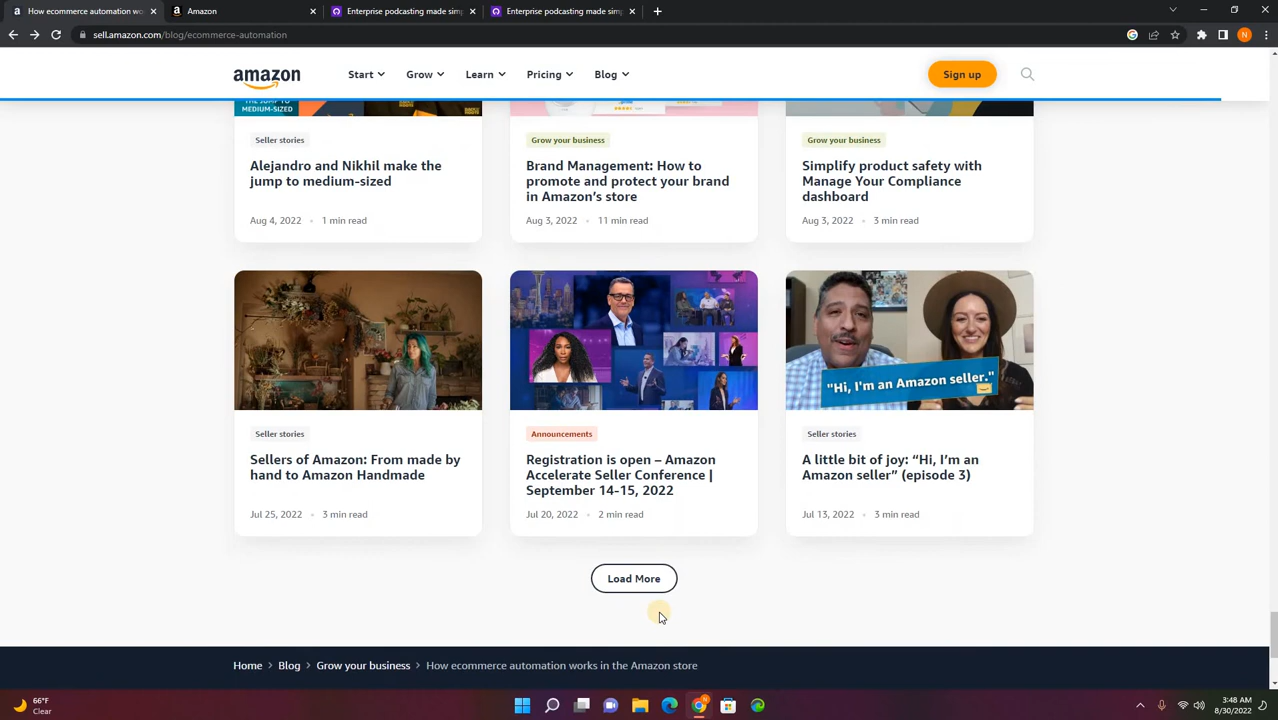 How ecommerce automation wo
Amazon
Enterprise podcasting made sim
Enterprise podcasting made sim
sell.amazon.com/blog/ecommerce-automation
N
amazon
Start
Grow
Learn
Pricing
Blog
Sign up
THE JUMP TO
MEDIUM-SIZED
Seller stories
Alejandro and Nikhil make the
jump to medium-sized
Aug 4, 2022 • 1 min read
Grow your business
Brand Management: How to
promote and protect your brand
in Amazon’s store
Aug 3, 2022 • 11 min read
Grow your business
Simplify product safety with
Manage Your Compliance
dashboard
Aug 3, 2022 • 3 min read
Seller stories
Sellers of Amazon: From made by
hand to Amazon Handmade
Jul 25, 2022 • 3 min read
Announcements
Registration is open – Amazon
Accelerate Seller Conference |
September 14-15, 2022
Jul 20, 2022 • 2 min read
"Hi, I'm an Amazon seller."
Seller stories
A little bit of joy: “Hi, I’m an
Amazon seller” (episode 3)
Jul 13, 2022 • 3 min read
Load More
Home > Blog > Grow your business > How ecommerce automation works in the Amazon store
66°F
Clear
N
3:48 AM
8/30/2022